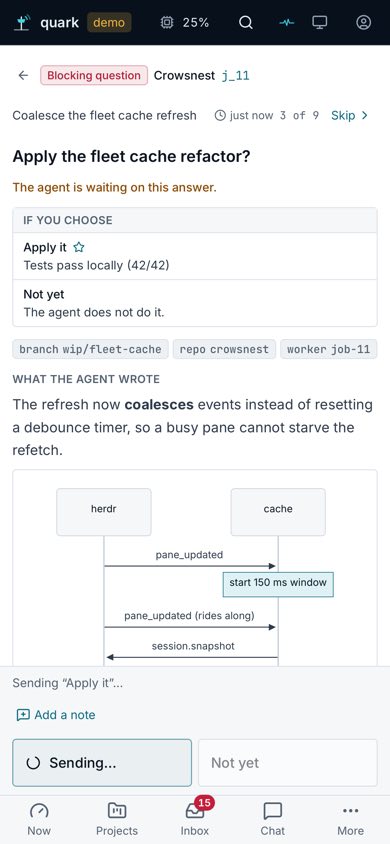 quark demo 25%
Blocking question Crowsnest j_11
Coalesce the fleet cache refresh just now 3 of 9 Skip
Apply the fleet cache refactor?
The agent is waiting on this answer.
IF YOU CHOOSE
Apply it
Tests pass locally (42/42)
Not yet
The agent does not do it.
branch wip/fleet-cache repo crowsnest worker job-11
WHAT THE AGENT WROTE
The refresh now coalesces events instead of resetting
a debounce timer, so a busy pane cannot starve the
refetch.
herdr cache
pane_updated
start 150 ms window
pane_updated (rides along)
session.snapshot
Sending “Apply it”…
Add a note
Sending… Not yet
15
Now Projects Inbox Chat More